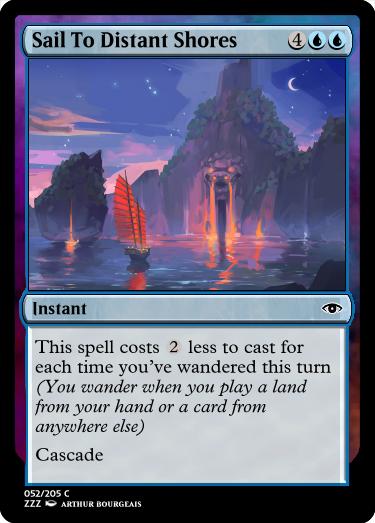 Sail To Distant Shores 4
Instant
This spell costs 2 less to cast for
each time you've wandered this turn
(You wander when you play a land
from your hand or a card from
anywhere else)
Cascade
052/205 C
ZZZ ARTHUR BOURGEAIS